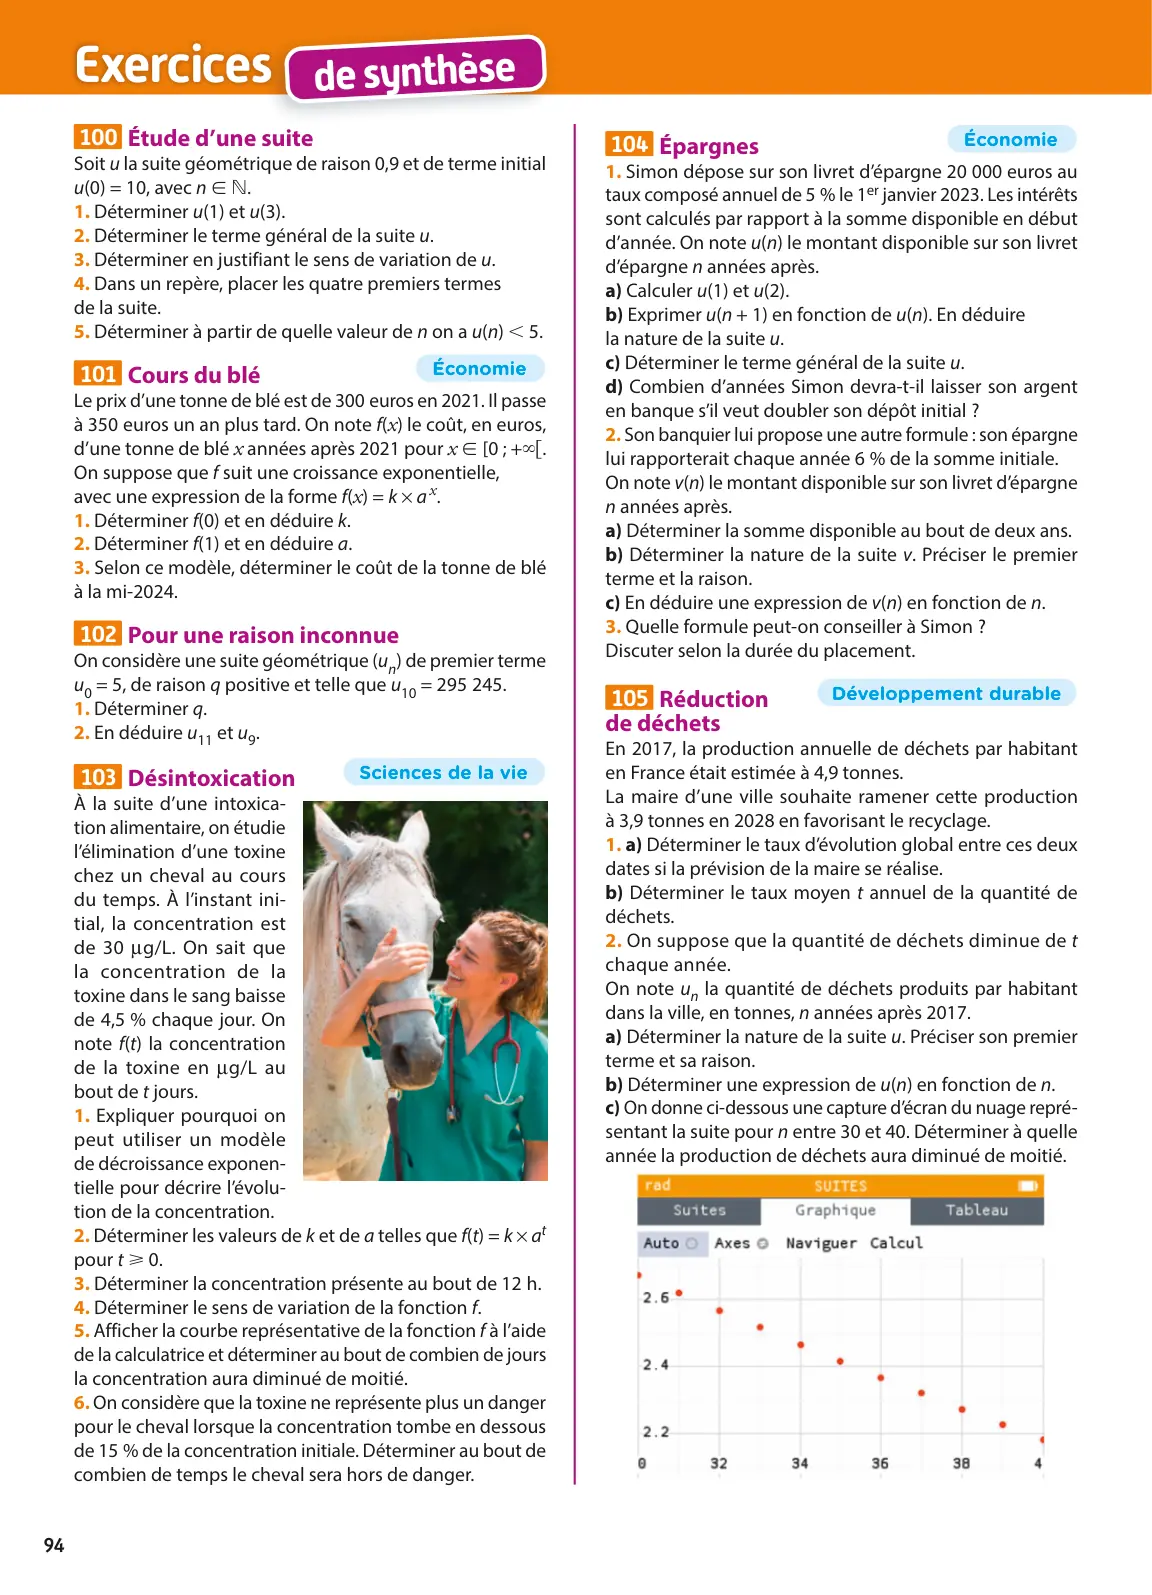 Exercices de synthèse
100 Étude d’une suite
Soit u la suite géométrique de raison 0,9 et de terme initial
u(0) = 10, avec n ∈ ℕ.
1. Déterminer u(1) et u(3).
2. Déterminer le terme général de la suite u.
3. Déterminer en justifiant le sens de variation de u.
4. Dans un repère, placer les quatre premiers termes
de la suite.
5. Déterminer à partir de quelle valeur de n on a u(n) < 5.
101 Cours du blé
Économie
Le prix d’une tonne de blé est de 300 euros en 2021. Il passe
à 350 euros un an plus tard. On note f(x) le coût, en euros,
d’une tonne de blé x années après 2021 pour x ∈ [0 ; +∞[.
On suppose que f suit une croissance exponentielle,
avec une expression de la forme f(x) = k × aˣ.
1. Déterminer f(0) et en déduire k.
2. Déterminer f(1) et en déduire a.
3. Selon ce modèle, déterminer le coût de la tonne de blé
à la mi-2024.
102 Pour une raison inconnue
On considère une suite géométrique (uₙ) de premier terme
u₀ = 5, de raison q positive et telle que u₁₀ = 295 245.
1. Déterminer q.
2. En déduire u₁₁ et u₉.
103 Désintoxication
Sciences de la vie
À la suite d’une intoxica-
tion alimentaire, on étudie
l’élimination d’une toxine
chez un cheval au cours
du temps. À l’instant ini-
tial, la concentration est
de 30 µg/L. On sait que
la concentration de la
toxine dans le sang baisse
de 4,5 % chaque jour. On
note f(t) la concentration
de la toxine en µg/L au
bout de t jours.
1. Expliquer pourquoi on
peut utiliser un modèle
de décroissance exponen-
tielle pour décrire l’évolu-
tion de la concentration.
2. Déterminer les valeurs de k et de a telles que f(t) = k × aᵗ
pour t ⩾ 0.
3. Déterminer la concentration présente au bout de 12 h.
4. Déterminer le sens de variation de la fonction f.
5. Afficher la courbe représentative de la fonction f à l’aide
de la calculatrice et déterminer au bout de combien de jours
la concentration aura diminué de moitié.
6. On considère que la toxine ne représente plus un danger
pour le cheval lorsque la concentration tombe en dessous
de 15 % de la concentration initiale. Déterminer au bout de
combien de temps le cheval sera hors de danger.
104 Épargnes
Économie
1. Simon dépose sur son livret d’épargne 20 000 euros au
taux composé annuel de 5 % le 1ᵉʳ janvier 2023. Les intérêts
sont calculés par rapport à la somme disponible en début
d’année. On note u(n) le montant disponible sur son livret
d’épargne n années après.
a) Calculer u(1) et u(2).
b) Exprimer u(n + 1) en fonction de u(n). En déduire
la nature de la suite u.
c) Déterminer le terme général de la suite u.
d) Combien d’années Simon devra-t-il laisser son argent
en banque s’il veut doubler son dépôt initial ?
2. Son banquier lui propose une autre formule : son épargne
lui rapporterait chaque année 6 % de la somme initiale.
On note v(n) le montant disponible sur son livret d’épargne
n années après.
a) Déterminer la somme disponible au bout de deux ans.
b) Déterminer la nature de la suite v. Préciser le premier
terme et la raison.
c) En déduire une expression de v(n) en fonction de n.
3. Quelle formule peut-on conseiller à Simon ?
Discuter selon la durée du placement.
105 Réduction
de déchets
Développement durable
En 2017, la production annuelle de déchets par habitant
en France était estimée à 4,9 tonnes.
La maire d’une ville souhaite ramener cette production
à 3,9 tonnes en 2028 en favorisant le recyclage.
1. a) Déterminer le taux d’évolution global entre ces deux
dates si la prévision de la maire se réalise.
b) Déterminer le taux moyen t annuel de la quantité de
déchets.
2. On suppose que la quantité de déchets diminue de t
chaque année.
On note uₙ la quantité de déchets produits par habitant
dans la ville, en tonnes, n années après 2017.
a) Déterminer la nature de la suite u. Préciser son premier
terme et sa raison.
b) Déterminer une expression de u(n) en fonction de n.
c) On donne ci-dessous une capture d’écran du nuage repré-
sentant la suite pour n entre 30 et 40. Déterminer à quelle
année la production de déchets aura diminué de moitié.
rad SUITES
Suites Graphique Tableau
Auto Axes Naviguer Calcul
2.6
2.4
2.2
0 32 34 36 38 4
94